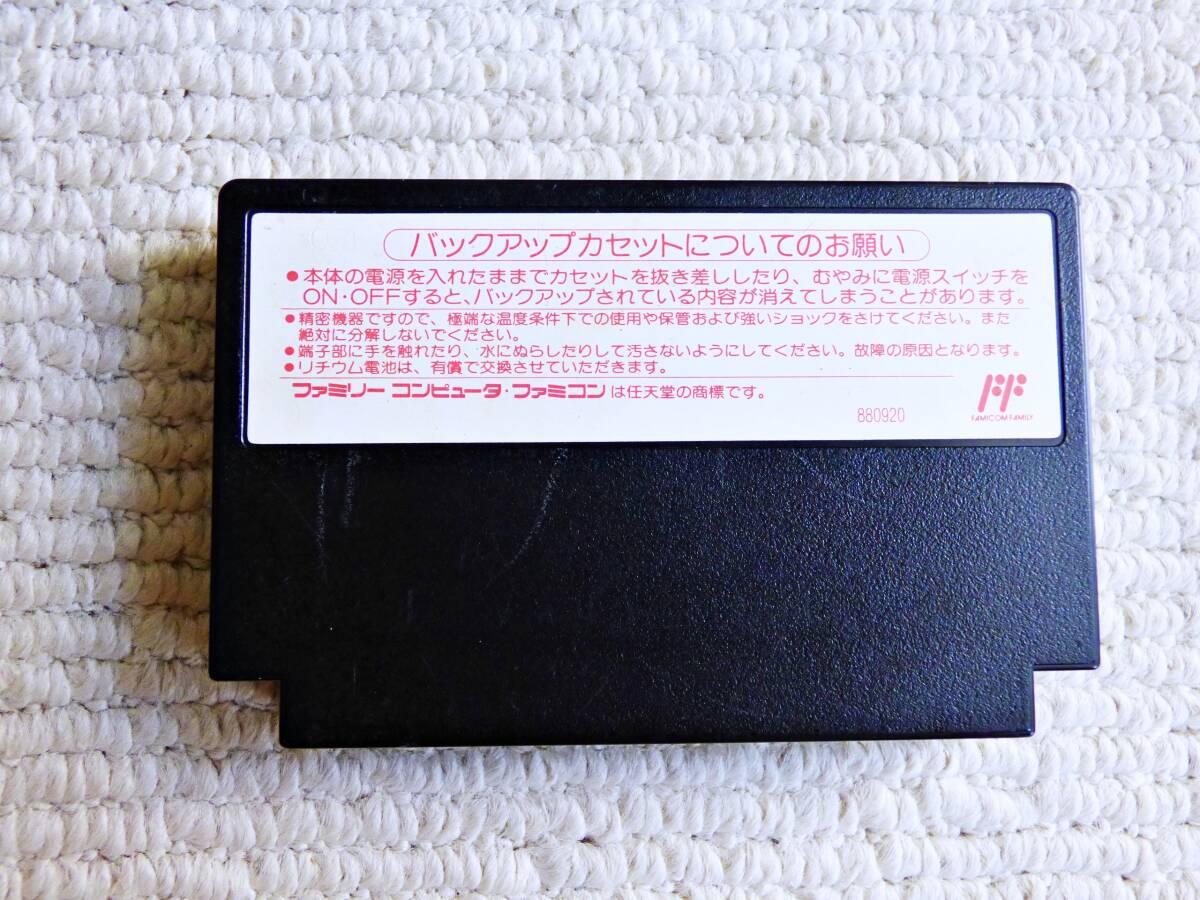 バックアップカセットについてのお願い
●本体の電源を入れたままでカセットを抜き差ししたり、むやみに電源スイッチを
ON・OFFすると、バックアップされている内容が消えてしまうことがあります。
●精密機器ですので、極端な温度条件下での使用や保管および強いショックをさけてください。また
絶対に分解しないでください。
●端子部に手を触れたり、水にぬらしたりして汚さないようにしてください。故障の原因となります。
●リチウム電池は、有償で交換させていただきます。
ファミリー コンピュータ・ファミコンは任天堂の商標です。
880920
FAMICOM FAMILY